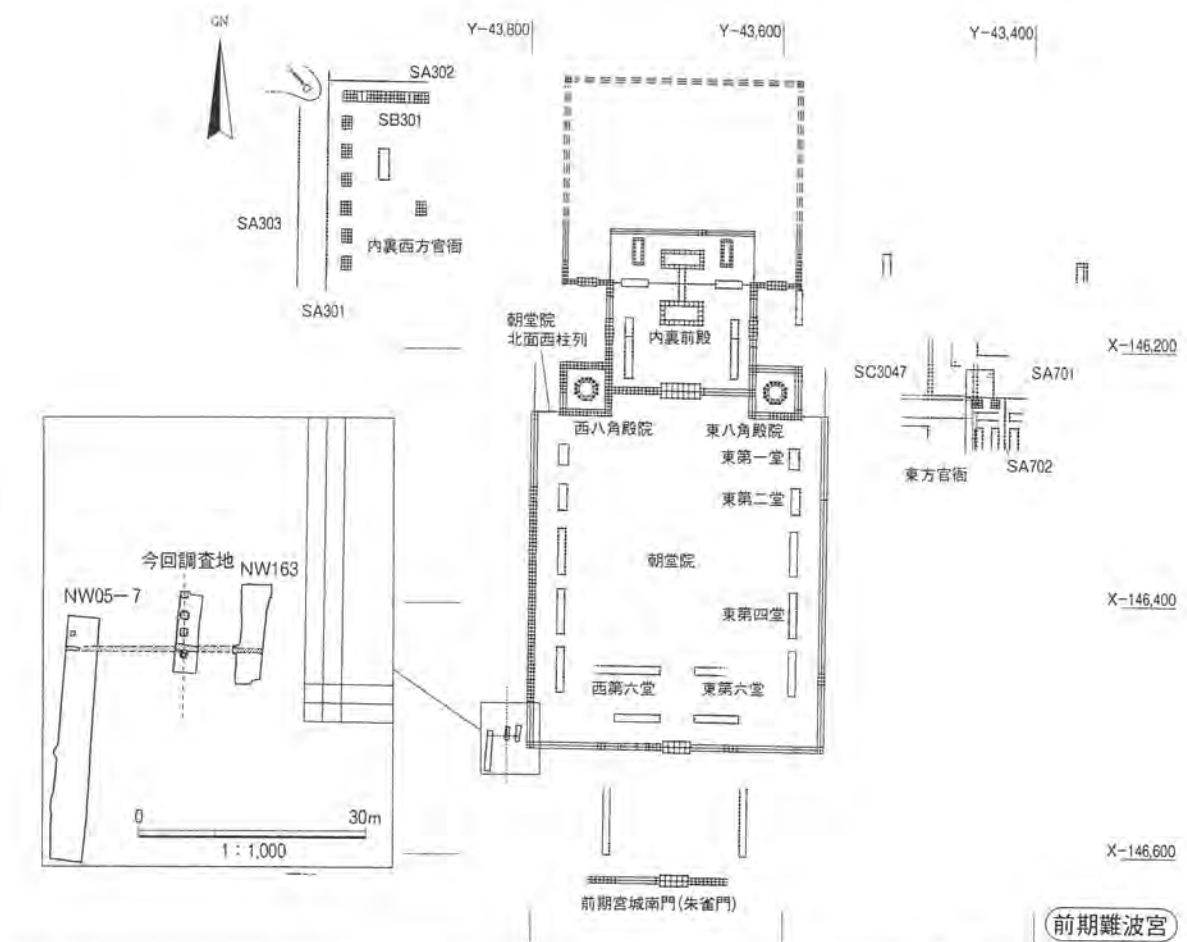 GN
Y-43,800
Y-43,600
Y-43,400
SA302
SB301
SA303
内裏西方官衙
SA301
朝堂院
北面西柱列
内裏前殿
X-146,200
SC3047
SA701
西八角殿院
東八角殿院
東第一堂
SA702
東方官衙
東第二堂
今回調査地
NW163
朝堂院
NW05-7
X-146,400
東第四堂
西第六堂
東第六堂
0
30m
1:1,000
X-146,600
前期宮城南門(朱雀門)
前期難波宮